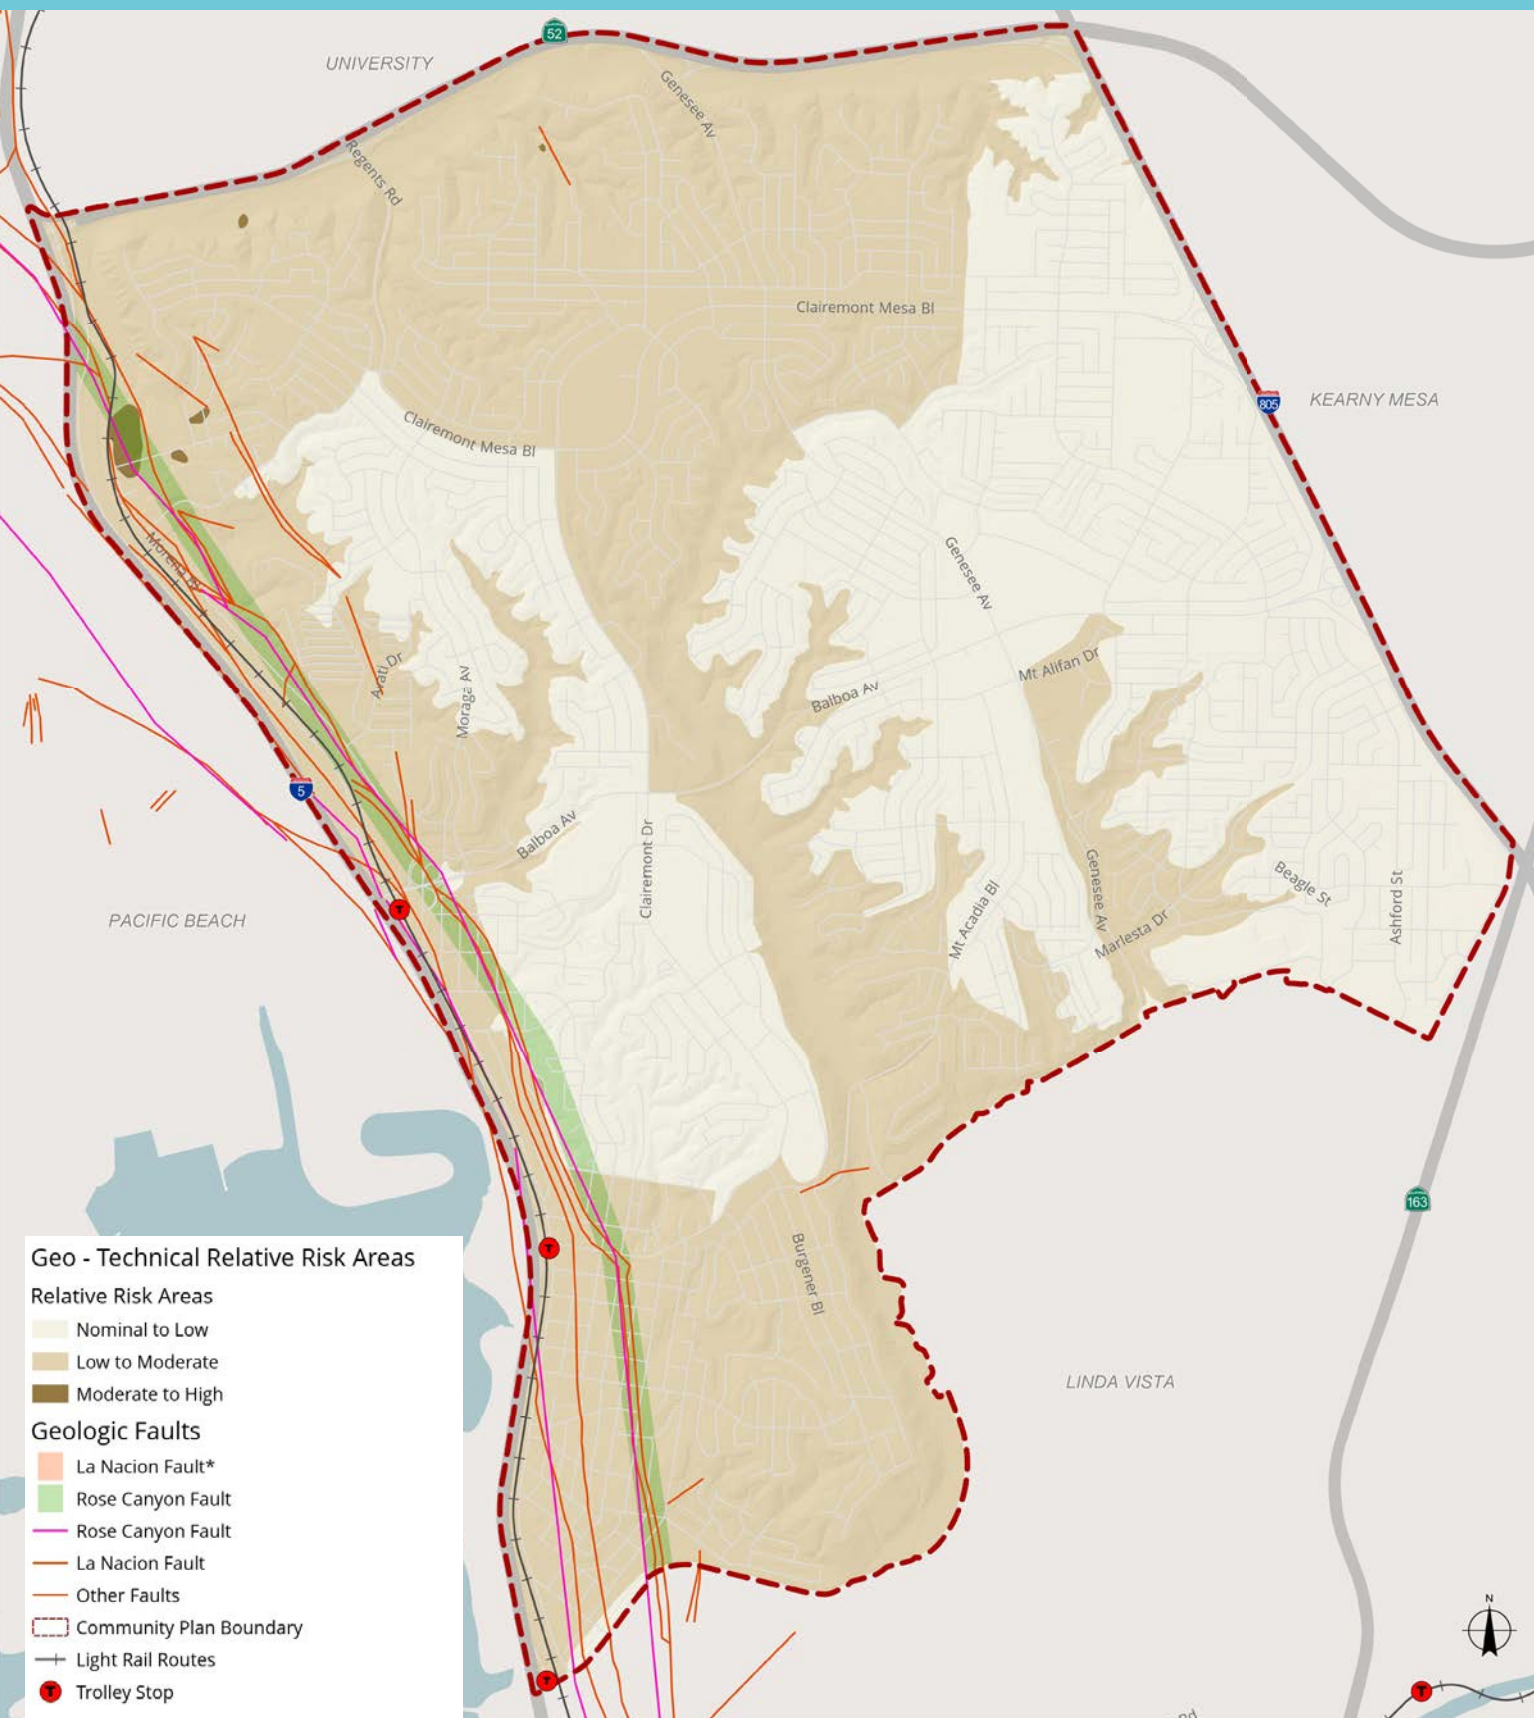 52
UNIVERSITY
Genesee Av
Regents Rd
Clairemont Mesa Bl
805
KEARNY MESA
Clairemont Mesa Bl
Genesee Av
Mt Alifan Dr
Arati Dr
Moraga Av
Balboa Av
5
Balboa Av
Clairemont Dr
Genesee Av
Mt Acadia Bl
Marlesta Dr
Beagle St
Ashford St
PACIFIC BEACH
163
Burgener Bl
LINDA VISTA
Geo - Technical Relative Risk Areas
Relative Risk Areas
Nominal to Low
Low to Moderate
Moderate to High
Geologic Faults
La Nacion Fault*
Rose Canyon Fault
Rose Canyon Fault
La Nacion Fault
Other Faults
Community Plan Boundary
Light Rail Routes
T Trolley Stop
N
T
T
T
T
Rd